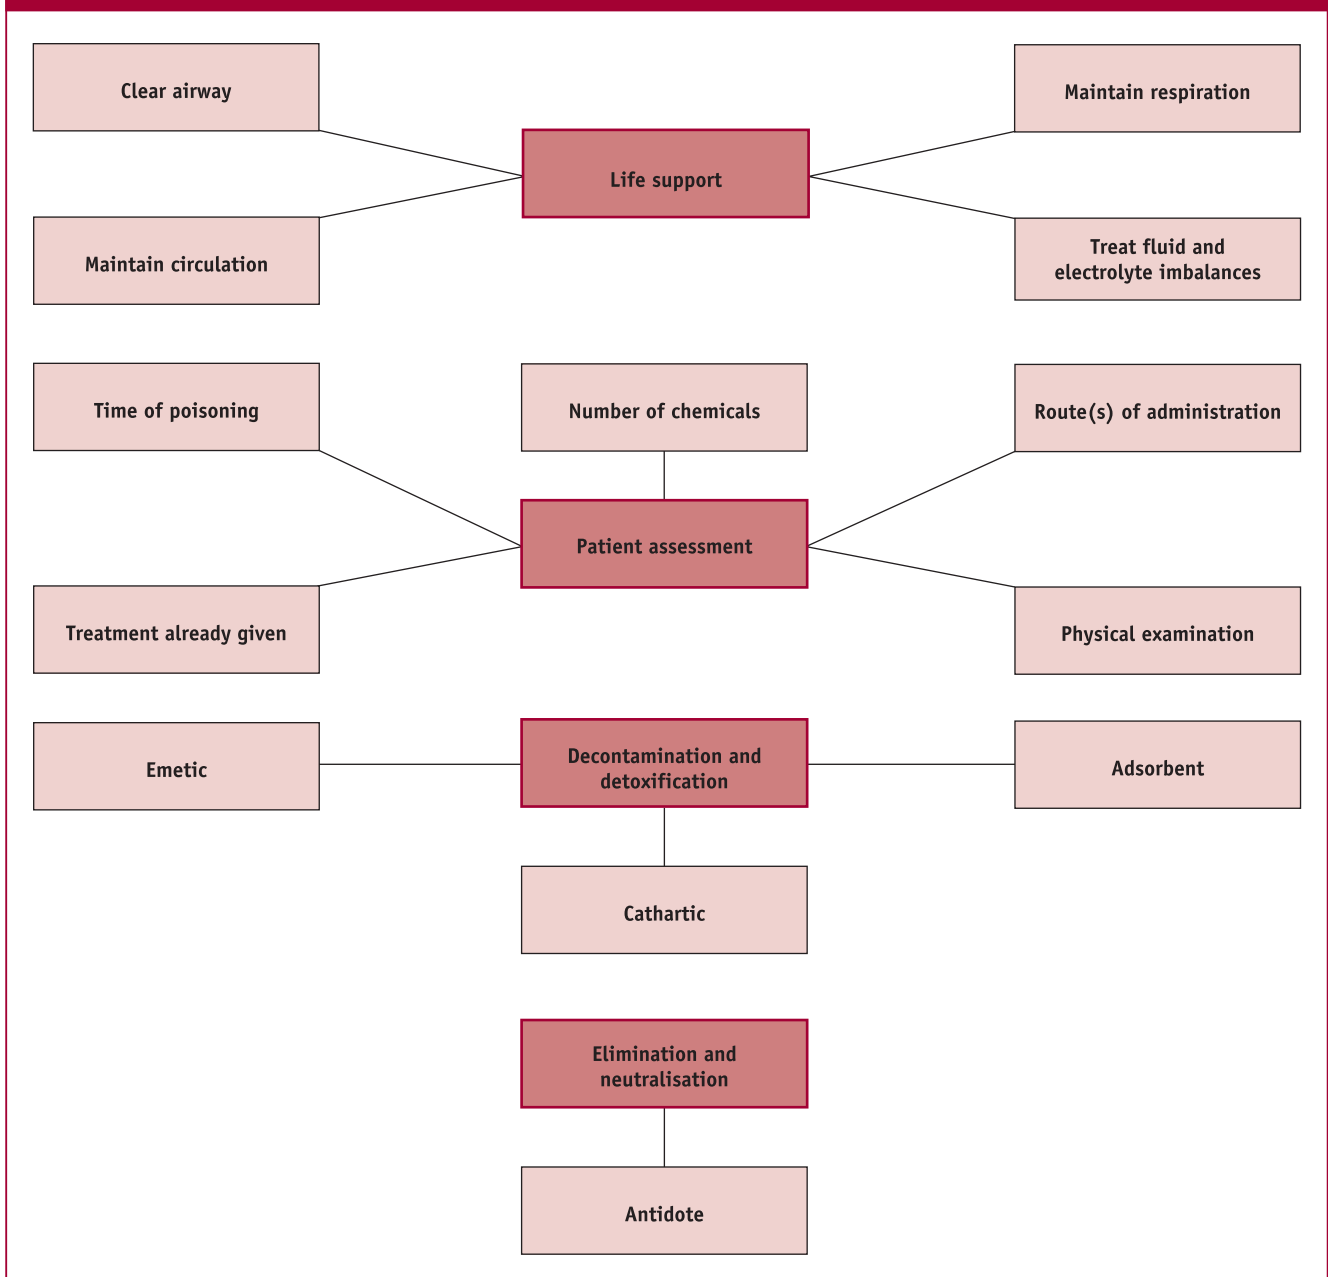 Clear airway
Maintain respiration
Life support
Maintain circulation
Treat fluid and
electrolyte imbalances
Time of poisoning
Number of chemicals
Route(s) of administration
Patient assessment
Treatment already given
Physical examination
Emetic
Decontamination and
detoxification
Adsorbent
Cathartic
Elimination and
neutralisation
Antidote